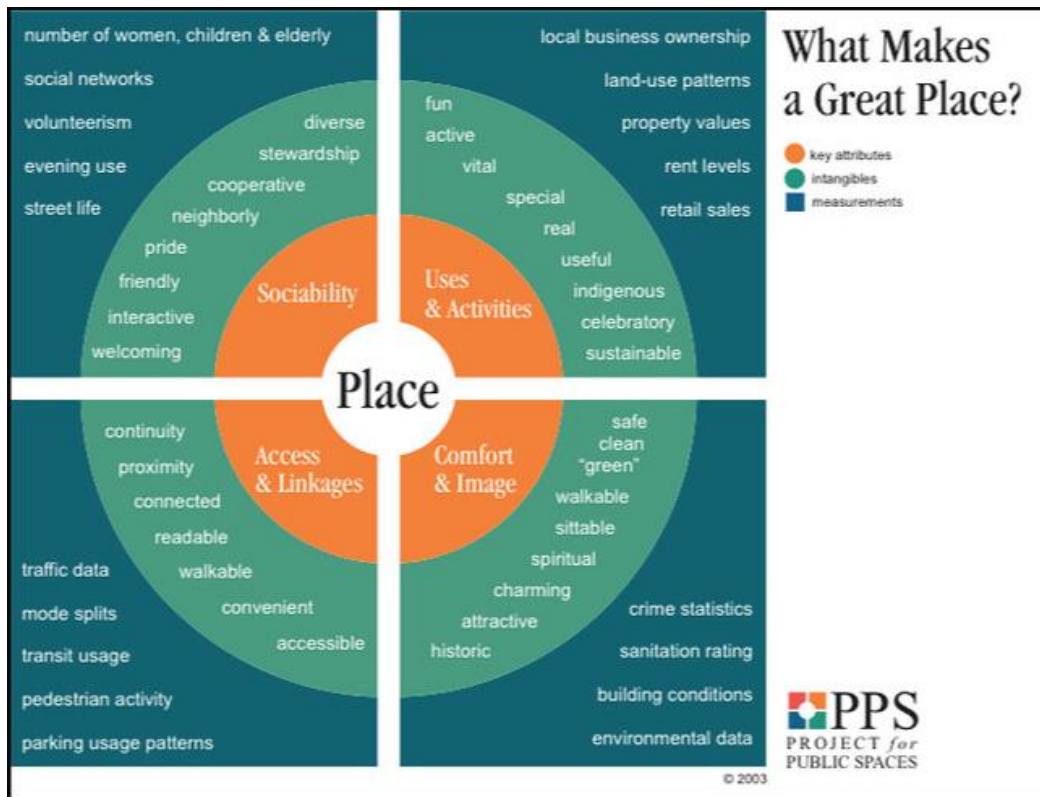 What Makes
a Great Place?
key attributes
intangibles
measurements
number of women, children & elderly
social networks
volunteerism
evening use
street life
diverse
stewardship
cooperative
neighborly
pride
friendly
interactive
welcoming
Sociability
local business ownership
land-use patterns
property values
rent levels
retail sales
fun
active
vital
special
real
useful
indigenous
celebratory
sustainable
Uses
& Activities
Place
Access
& Linkages
continuity
proximity
connected
readable
walkable
convenient
accessible
traffic data
mode splits
transit usage
pedestrian activity
parking usage patterns
Comfort
& Image
safe
clean
"green"
walkable
sittable
spiritual
charming
attractive
historic
crime statistics
sanitation rating
building conditions
environmental data
PPS
PROJECT for
PUBLIC SPACES
© 2003